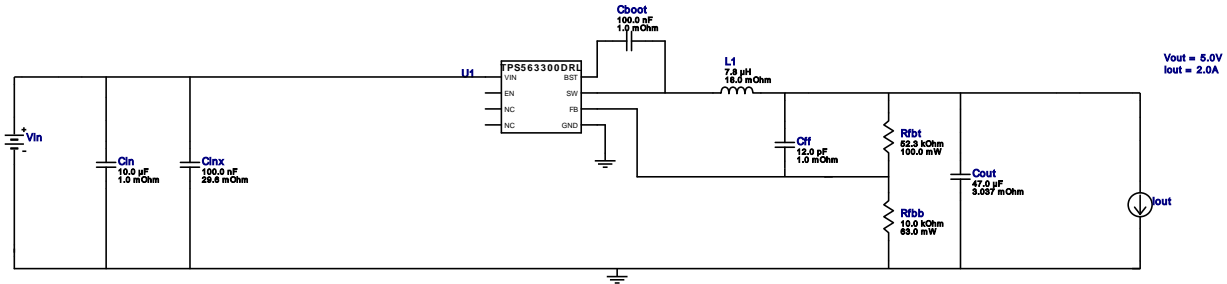 Cboot
100.0 nF
1.0 mOhm
Vout = 5.0V
Iout = 2.0A
U1
TPS563300DRL
VIN
EN
NC
NC
BST
SW
FB
GND
L1
7.8 µH
16.0 mOhm
+
Vin
-
Cin
10.0 µF
1.0 mOhm
Cinx
100.0 nF
29.6 mOhm
Cff
12.0 pF
1.0 mOhm
Rfbt
52.3 kOhm
100.0 mW
Cout
47.0 µF
3.037 mOhm
Rfbb
10.0 kOhm
63.0 mW
Iout